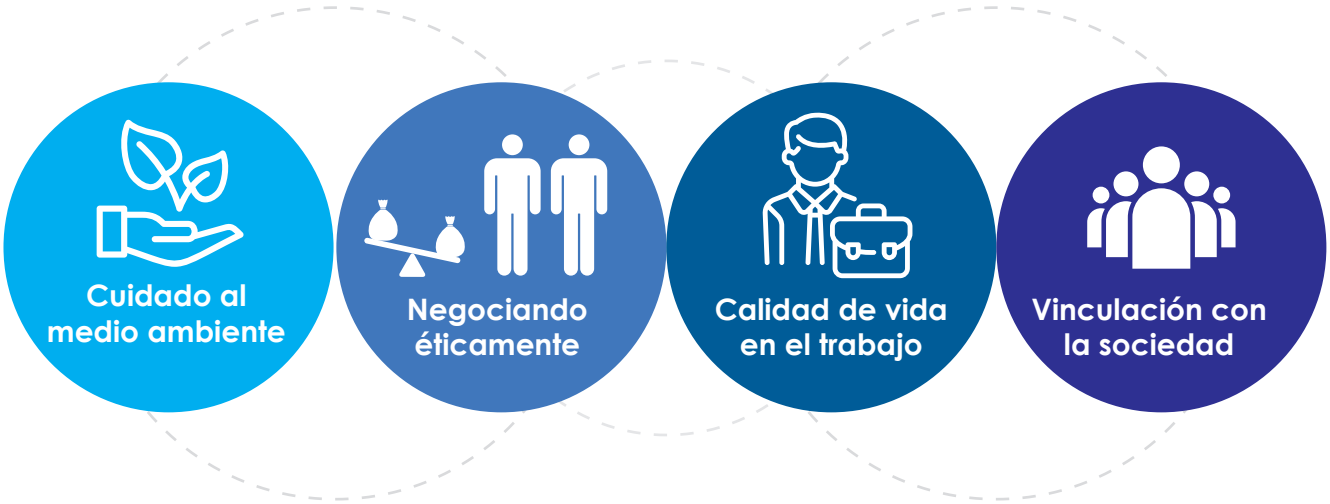 Cuidado al
medio ambiente
Negociando
éticamente
Calidad de vida
en el trabajo
Vinculación con
la sociedad